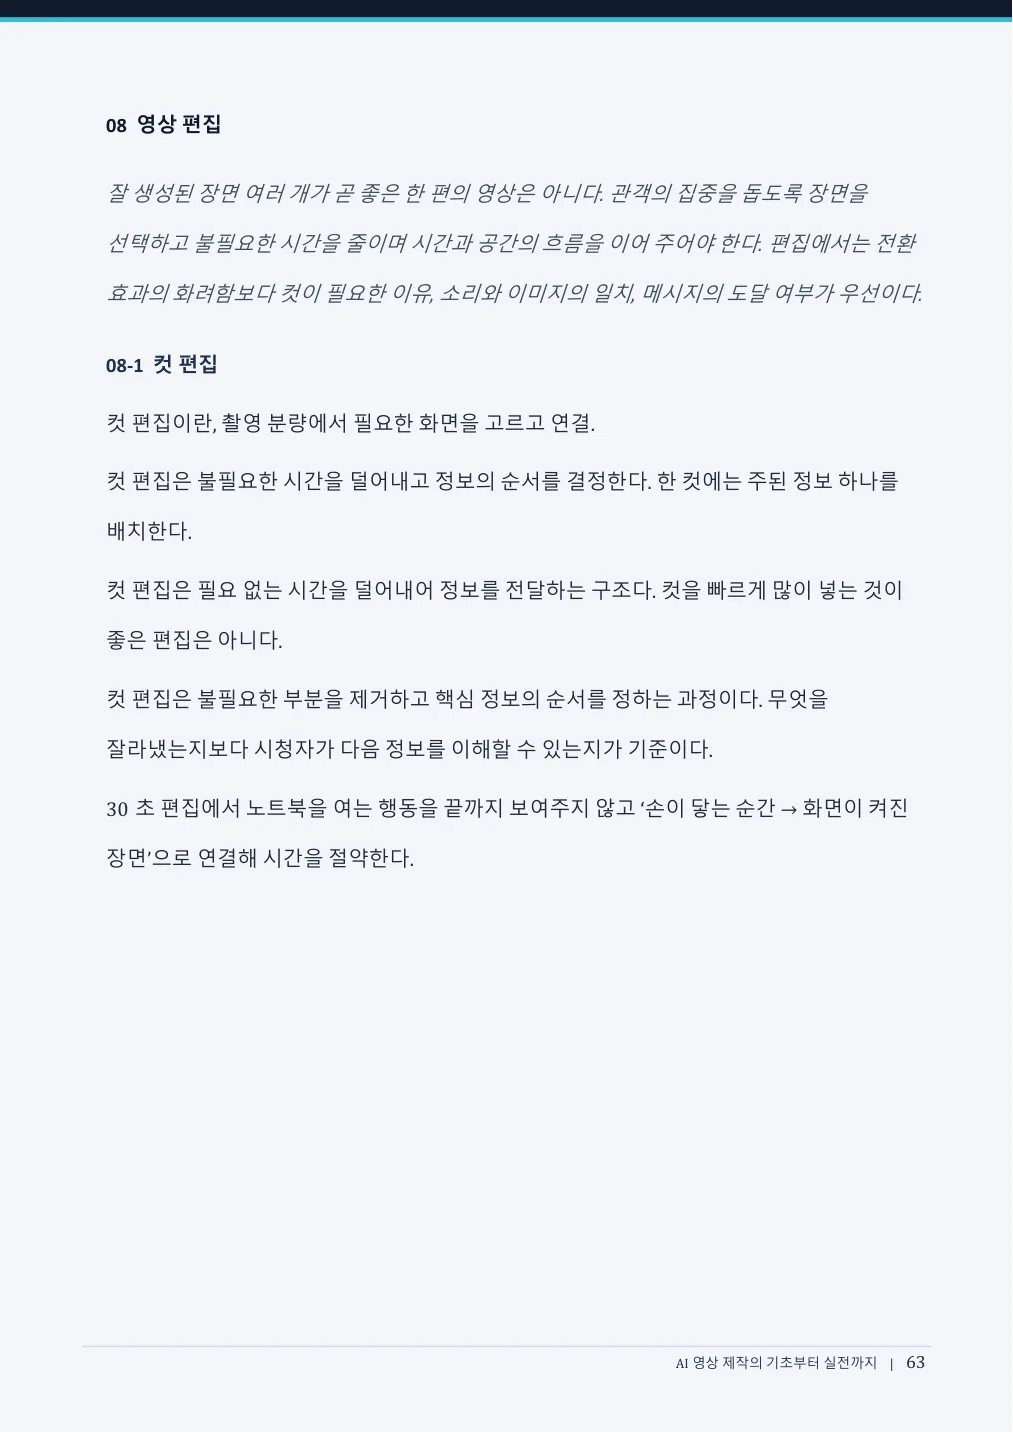 08 영상 편집
잘 생성된 장면 여러 개가 곧 좋은 한 편의 영상은 아니다. 관객의 집중을 돕도록 장면을
선택하고 불필요한 시간을 줄이며 시간과 공간의 흐름을 이어 주어야 한다. 편집에서는 전환
효과의 화려함보다 컷이 필요한 이유, 소리와 이미지의 일치, 메시지의 도달 여부가 우선이다.
08-1 컷 편집
컷 편집이란, 촬영 분량에서 필요한 화면을 고르고 연결.
컷 편집은 불필요한 시간을 덜어내고 정보의 순서를 결정한다. 한 컷에는 주된 정보 하나를
배치한다.
컷 편집은 필요 없는 시간을 덜어내어 정보를 전달하는 구조다. 컷을 빠르게 많이 넣는 것이
좋은 편집은 아니다.
컷 편집은 불필요한 부분을 제거하고 핵심 정보의 순서를 정하는 과정이다. 무엇을
잘라냈는지보다 시청자가 다음 정보를 이해할 수 있는지가 기준이다.
30 초 편집에서 노트북을 여는 행동을 끝까지 보여주지 않고 ‘손이 닿는 순간 → 화면이 켜진
장면’으로 연결해 시간을 절약한다.
AI 영상 제작의 기초부터 실전까지 | 63